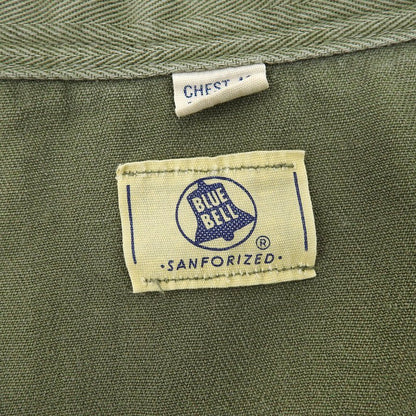 CHEST
BLUE
BELL
®
·SANFORIZED·